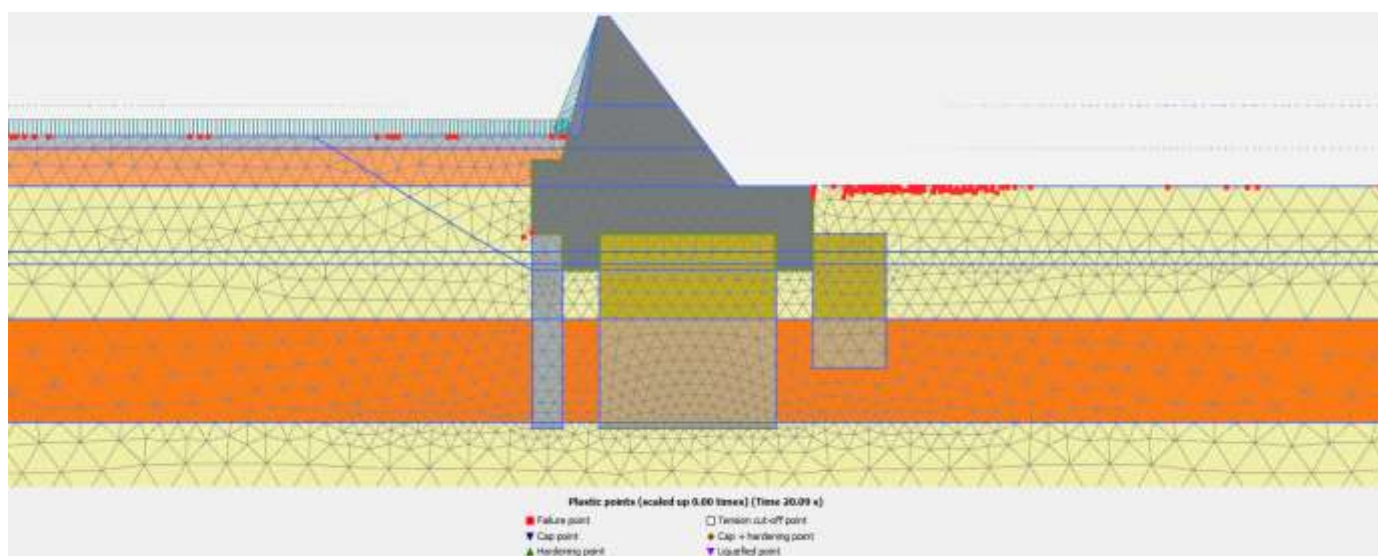 Plastic points (scaled up 0.00 times) (Time 20.09 s)
Failure point Tension cut-off point
Cap point Cap + hardening point
Hardening point Liquefied point